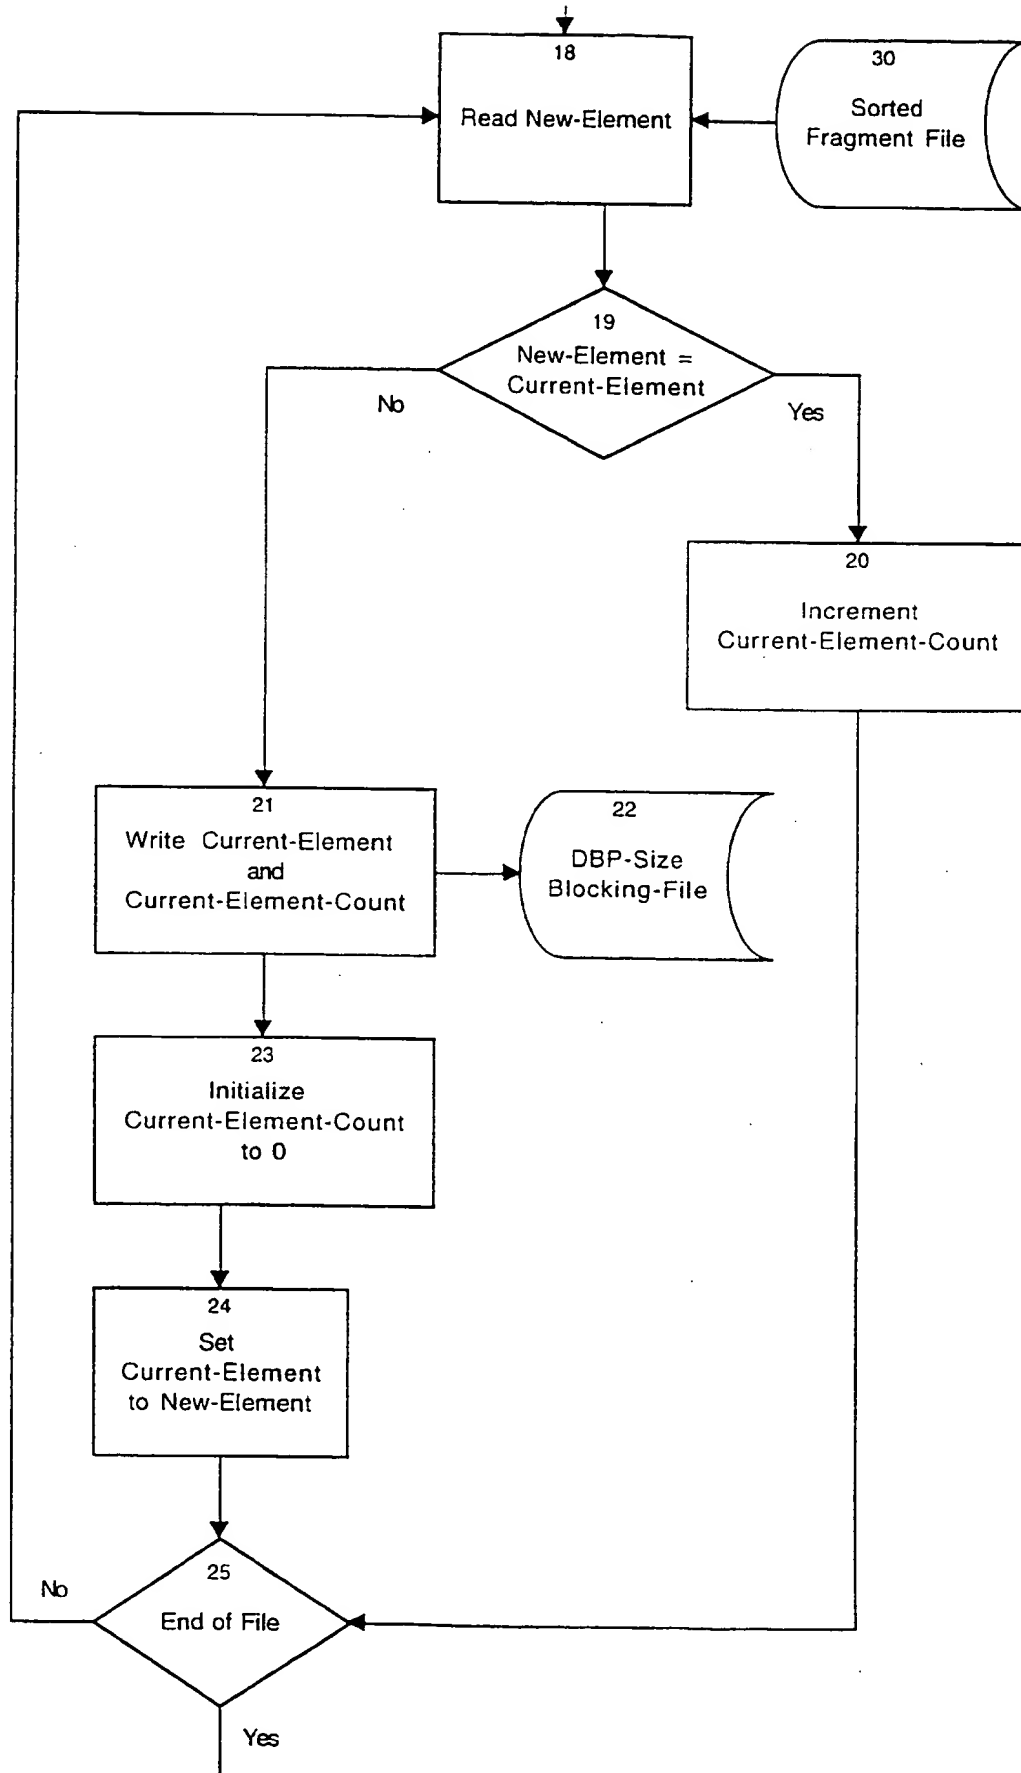 18
Read New-Element
30
Sorted
Fragment File
19
New-Element =
Current-Element
No
Yes
20
Increment
Current-Element-Count
21
Write Current-Element
and
Current-Element-Count
22
DBP-Size
Blocking-File
23
Initialize
Current-Element-Count
to 0
24
Set
Current-Element
to New-Element
25
End of File
No
Yes